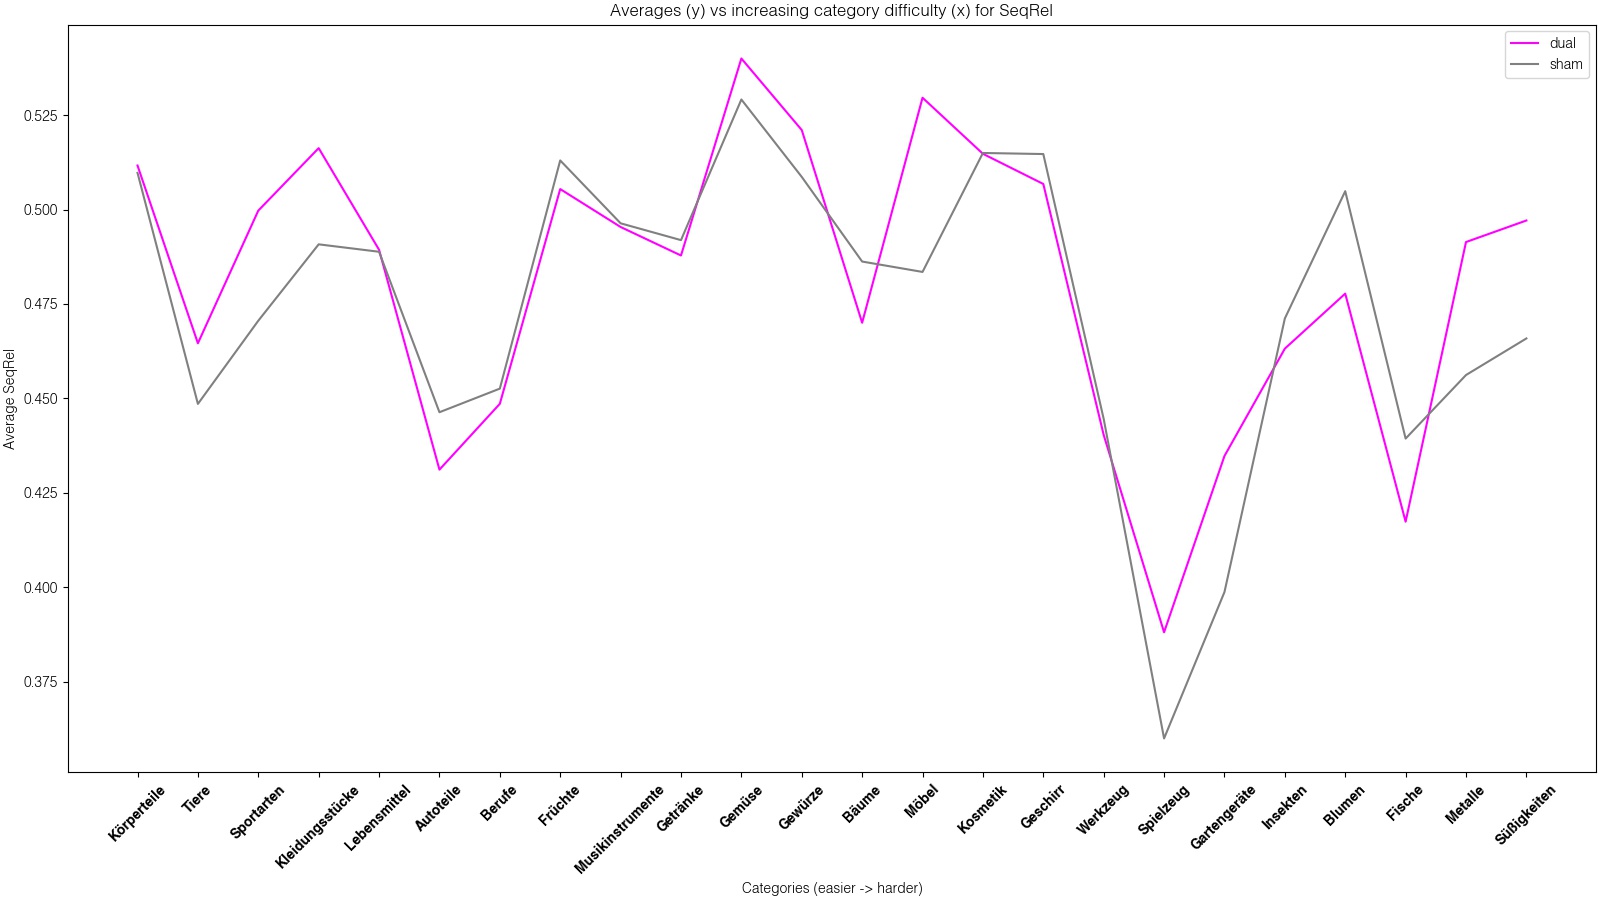 Averages (y) vs increasing category difficulty (x) for SeqRel
dual
sham
Average SeqRel
0.525
0.500
0.475
0.450
0.425
0.400
0.375
Körperteile
Tiere
Sportarten
Kleidungsstücke
Lebensmittel
Autoteile
Berufe
Früchte
Musikinstrumente
Getränke
Gemüse
Gewürze
Bäume
Möbel
Kosmetik
Geschirr
Werkzeug
Spielzeug
Gartengeräte
Insekten
Blumen
Fische
Metalle
Süßigkeiten
Categories (easier -> harder)